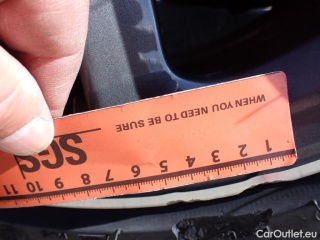 WHEN YOU NEED TO BE SURE
SGS
1 2 3 4 5 6 7 8 9 10 11
CarOutlet.eu